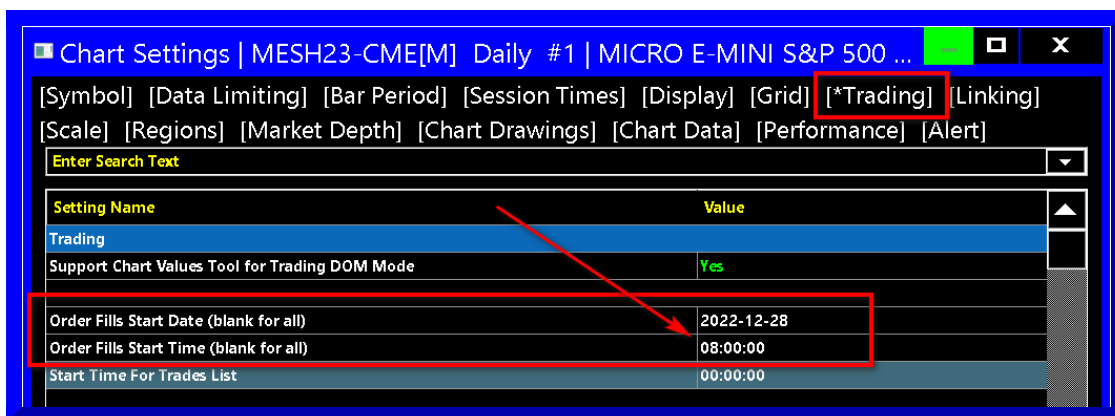 Chart Settings | MESH23-CME[M] Daily #1 | MICRO E-MINI S&P 500 ...
[Symbol] [Data Limiting] [Bar Period] [Session Times] [Display] [Grid] [*Trading] [Linking]
[Scale] [Regions] [Market Depth] [Chart Drawings] [Chart Data] [Performance] [Alert]
Enter Search Text
Setting Name Value
Trading
Support Chart Values Tool for Trading DOM Mode Yes
Order Fills Start Date (blank for all) 2022-12-28
Order Fills Start Time (blank for all) 08:00:00
Start Time For Trades List 00:00:00